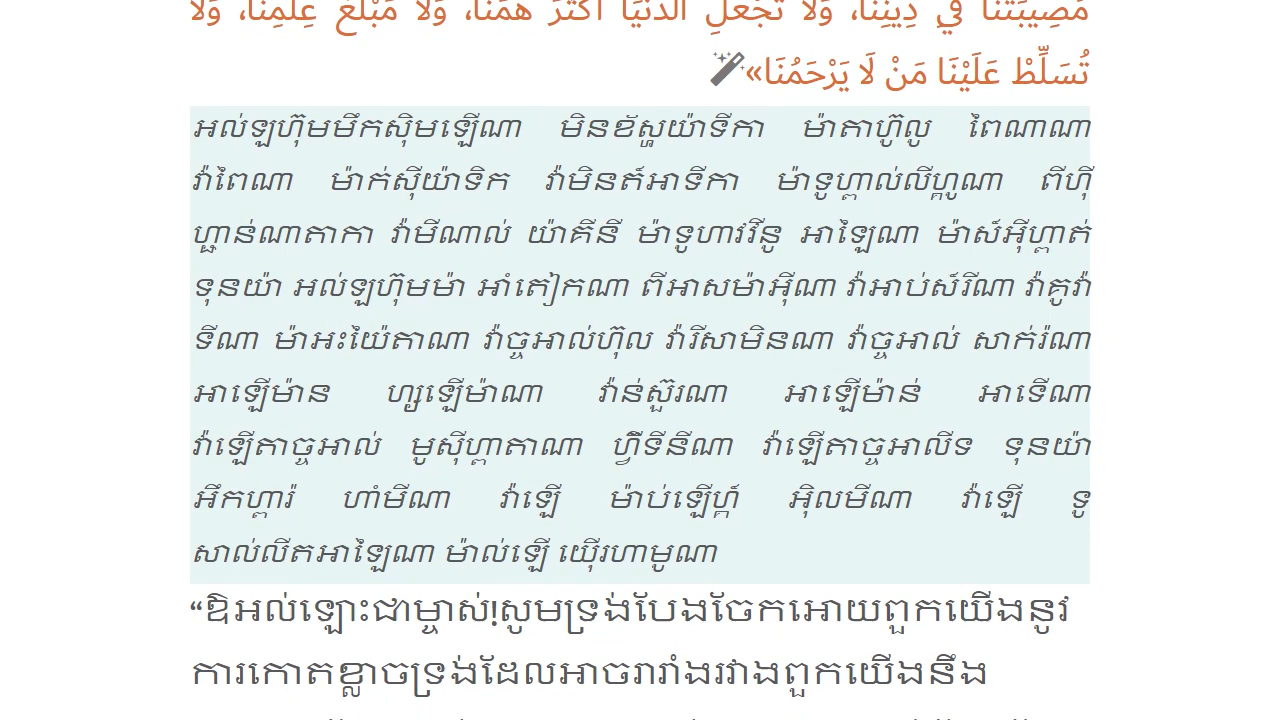 مُصِيبَتَنَا فِي دِينِنَا، وَلَا تَجْعَلِ الدُّنْيَا أَكْثَرَ هَمِّنَا، وَلَا مَبْلَغَ عِلْمِنَا، وَلَا
تُسَلِّطْ عَلَيْنَا مَنْ لَا يَرْحَمُنَا»
អល់ឡហ៊ុមមឹកស៊ិមឡើណា មិនខ័ស្ហយ៉ាទីកា ម៉ាតាហ៊ូលូ ពៃណាណា
វ៉ាពៃណា ម៉ាក់ស៊ីយ៉ាទិក វ៉ាមិនត៍អាទីកា ម៉ាទូហ្ពាល់លីហ្គូណា ពីហ៊ី
ហ្ជាន់ណាតាកា វ៉ាមីណាល់ យ៉ាគីនី ម៉ាទូហាវវីនូ អាឡៃណា ម៉ាស៍អ៊ីហ្ពាត់
ទុនយ៉ា អល់ឡហ៊ុមម៉ា អាំតៀកណា ពីអាសម៉ាអ៊ីណា វ៉ាអាប់ស៍រីណា វ៉ាគូវ៉ា
ទីណា ម៉ាអះយ៉ៃតាណា វ៉ាច្ចអាល់ហ៊ុល វ៉ារីសាមិនណា វ៉ាច្ចអាល់ សាក់រ៉ណា
អាឡើម៉ាន ហ្សឡើម៉ាណា វ៉ាន់ស៊ួរណា អាឡើម៉ាន់ អាទើណា
វ៉ាឡើតាច្ចអាល់ មូស៊ីហ្ពាតាណា ហ្វ៊ីទីនីណា វ៉ាឡើតាច្ចអាលីទ ទុនយ៉ា
អឹកហ្គារ៉ ហាំមីណា វ៉ាឡើ ម៉ាប់ឡើហ្គ៍ អ៊ិលមីណា វ៉ាឡើ ទូ
សាល់លីតអាឡៃណា ម៉ាល់ឡើ យើុរហាមូណា
“ឱអល់ឡោះជាម្ចាស់!សូមទ្រង់បែងចែកអោយពួកយើងនូវ
ការកោតខ្លាចទ្រង់ដែលអាចរារាំងរវាងពួកយើងនឹង